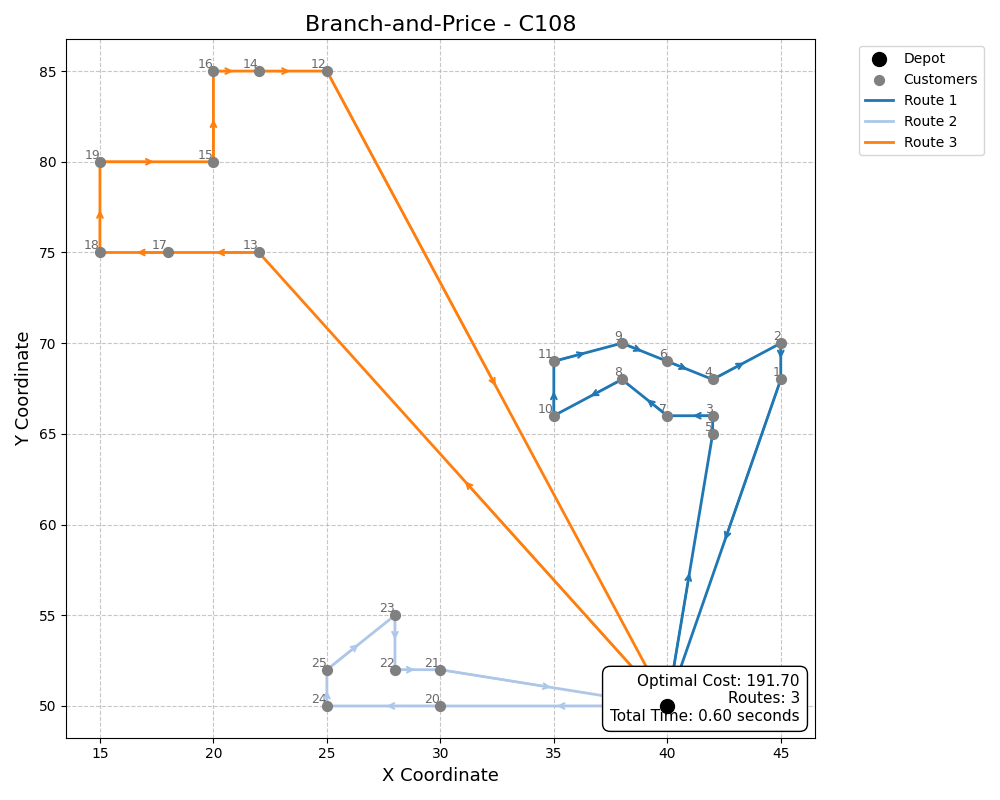 Branch-and-Price - C108
Depot
Customers
Route 1
Route 2
Route 3
85
80
75
70
65
60
55
50
Y Coordinate
16 14 12
19 15
18 17 13
9 2
11 6 4 1
8
10 7 3
5
23
25 22 21
24 20
Optimal Cost: 191.70
Routes: 3
Total Time: 0.60 seconds
15 20 25 30 35 40 45
X Coordinate